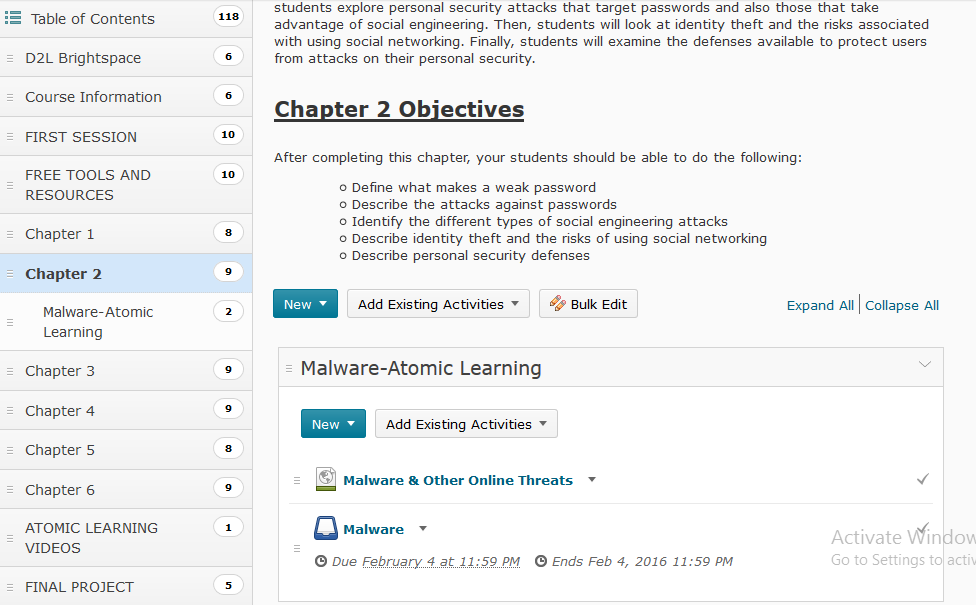 Table of Contents 118
D2L Brightspace 6
Course Information 6
FIRST SESSION 10
FREE TOOLS AND 10
RESOURCES
Chapter 1 8
Chapter 2 9
Malware-Atomic 2
Learning
Chapter 3 9
Chapter 4 9
Chapter 5 8
Chapter 6 9
ATOMIC LEARNING 1
VIDEOS
FINAL PROJECT 5
students explore personal security attacks that target passwords and also those that take
advantage of social engineering. Then, students will look at identity theft and the risks associated
with using social networking. Finally, students will examine the defenses available to protect users
from attacks on their personal security.
Chapter 2 Objectives
After completing this chapter, your students should be able to do the following:
Define what makes a weak password
Describe the attacks against passwords
Identify the different types of social engineering attacks
Describe identity theft and the risks of using social networking
Describe personal security defenses
New Add Existing Activities Bulk Edit Expand All Collapse All
Malware-Atomic Learning
New Add Existing Activities
Malware & Other Online Threats
Malware
Due February 4 at 11:59 PM Ends Feb 4, 2016 11:59 PM
Activate Window
Go to Settings to activ